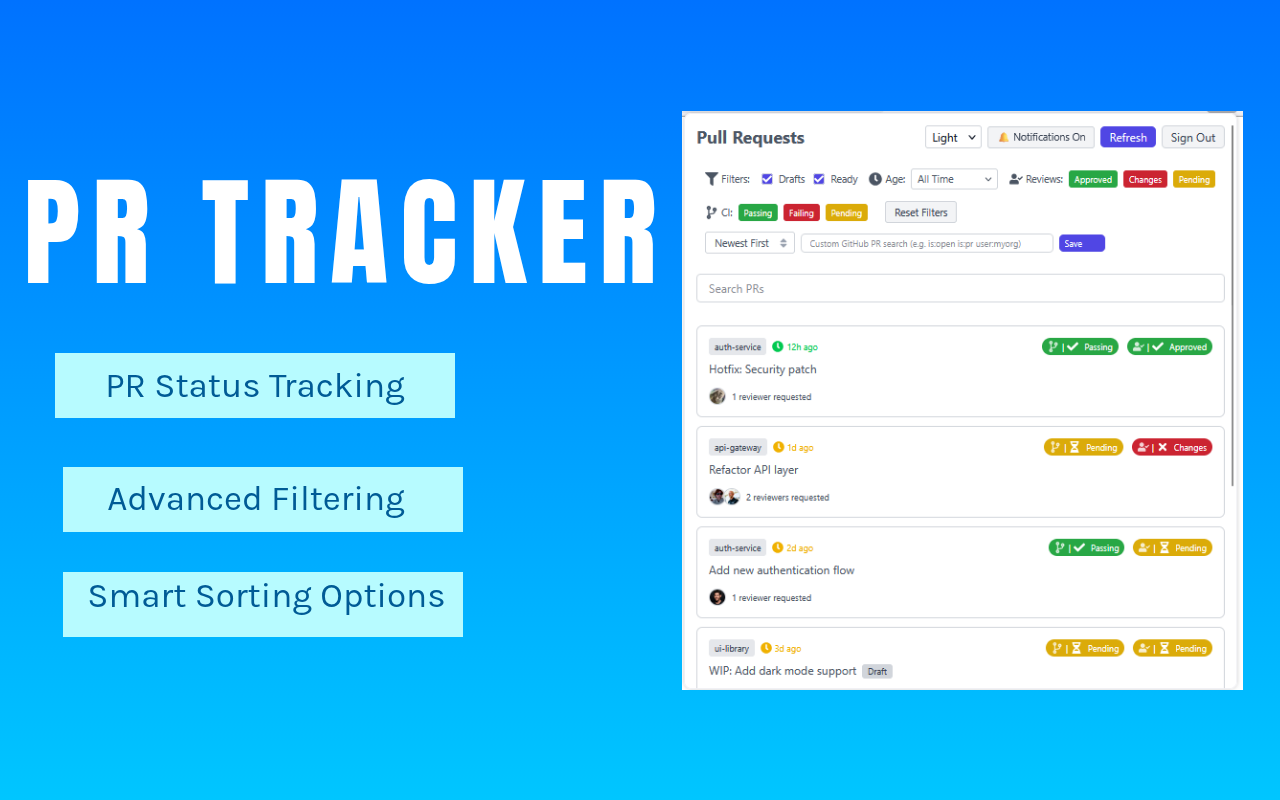 PR TRACKER
PR Status Tracking
Advanced Filtering
Smart Sorting Options
Pull Requests
Light
Notifications On
Refresh
Sign Out
Filters: Drafts Ready Age: All Time Reviews: Approved Changes Pending
CI: Passing Failing Pending Reset Filters
Newest First Custom GitHub PR search (e.g. is:open is:pr user:myorg) Save
Search PRs
auth-service 12h ago | Passing | Approved
Hotfix: Security patch
1 reviewer requested
api-gateway 1d ago | Pending | Changes
Refactor API layer
2 reviewers requested
auth-service 2d ago | Passing | Pending
Add new authentication flow
1 reviewer requested
ui-library 3d ago | Pending | Pending
WIP: Add dark mode support Draft